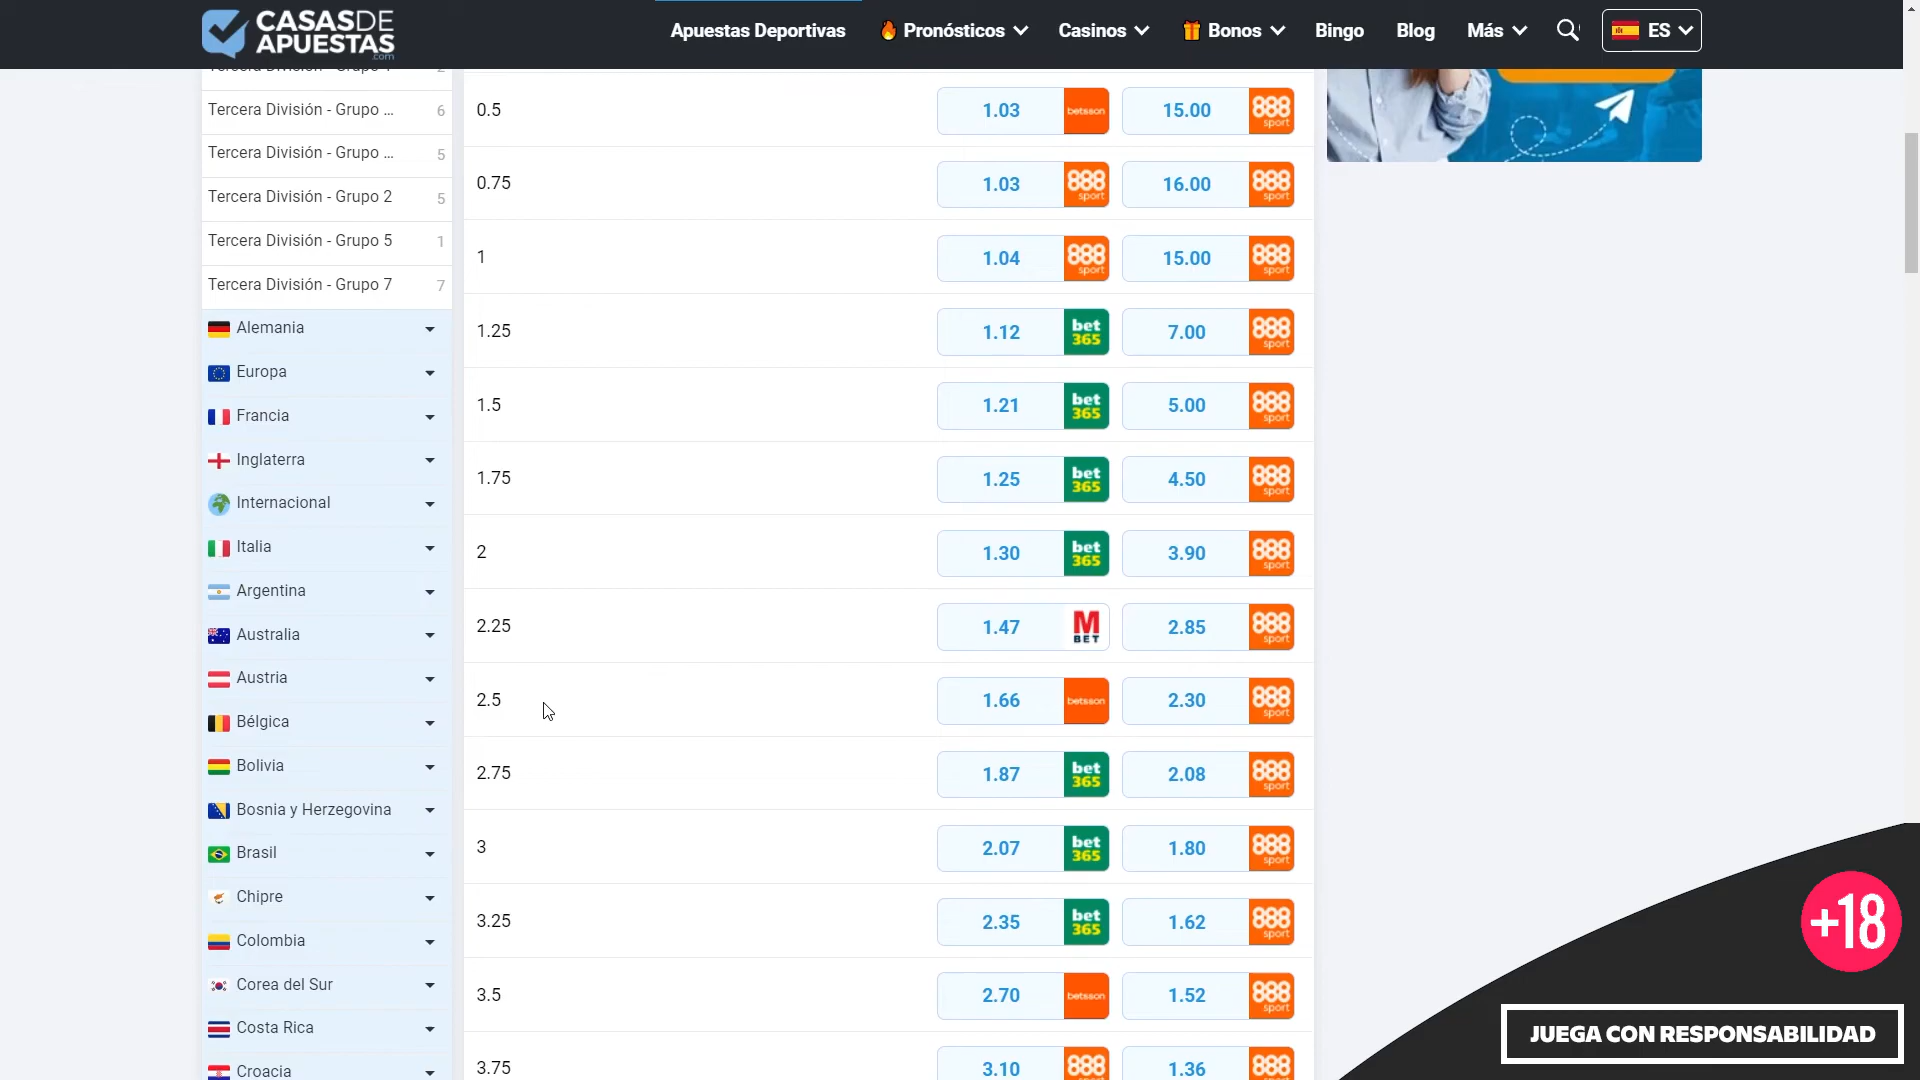 CASASDE
APUESTAS
.com
Apuestas Deportivas
Pronósticos
Casinos
Bonos
Bingo
Blog
Más
ES
Tercera División - Grupo ...
6
Tercera División - Grupo ...
5
Tercera División - Grupo 2
5
Tercera División - Grupo 5
1
Tercera División - Grupo 7
7
Alemania
Europa
Francia
Inglaterra
Internacional
Italia
Argentina
Australia
Austria
Bélgica
Bolivia
Bosnia y Herzegovina
Brasil
Chipre
Colombia
Corea del Sur
Costa Rica
Croacia
0.5 1.03 betsson 15.00 888 sport
0.75 1.03 888 sport 16.00 888 sport
1 1.04 888 sport 15.00 888 sport
1.25 1.12 bet 365 7.00 888 sport
1.5 1.21 bet 365 5.00 888 sport
1.75 1.25 bet 365 4.50 888 sport
2 1.30 bet 365 3.90 888 sport
2.25 1.47 M BET 2.85 888 sport
2.5 1.66 betsson 2.30 888 sport
2.75 1.87 bet 365 2.08 888 sport
3 2.07 bet 365 1.80 888 sport
3.25 2.35 bet 365 1.62 888 sport
3.5 2.70 betsson 1.52 888 sport
3.75 3.10 888 1.36 888
+18
JUEGA CON RESPONSABILIDAD